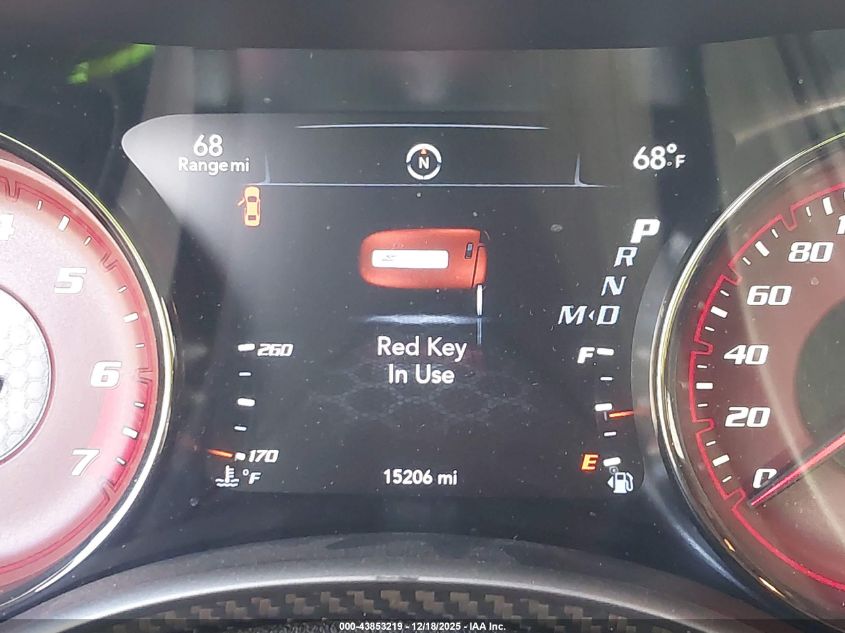 68
Range mi
N
68°F
P
R
N
M◄D
4
5
6
7
260
170
°F
Red Key
In Use
15206 mi
F
E
80
60
40
20
0
000-43853219 - 12/18/2025 - IAA Inc.